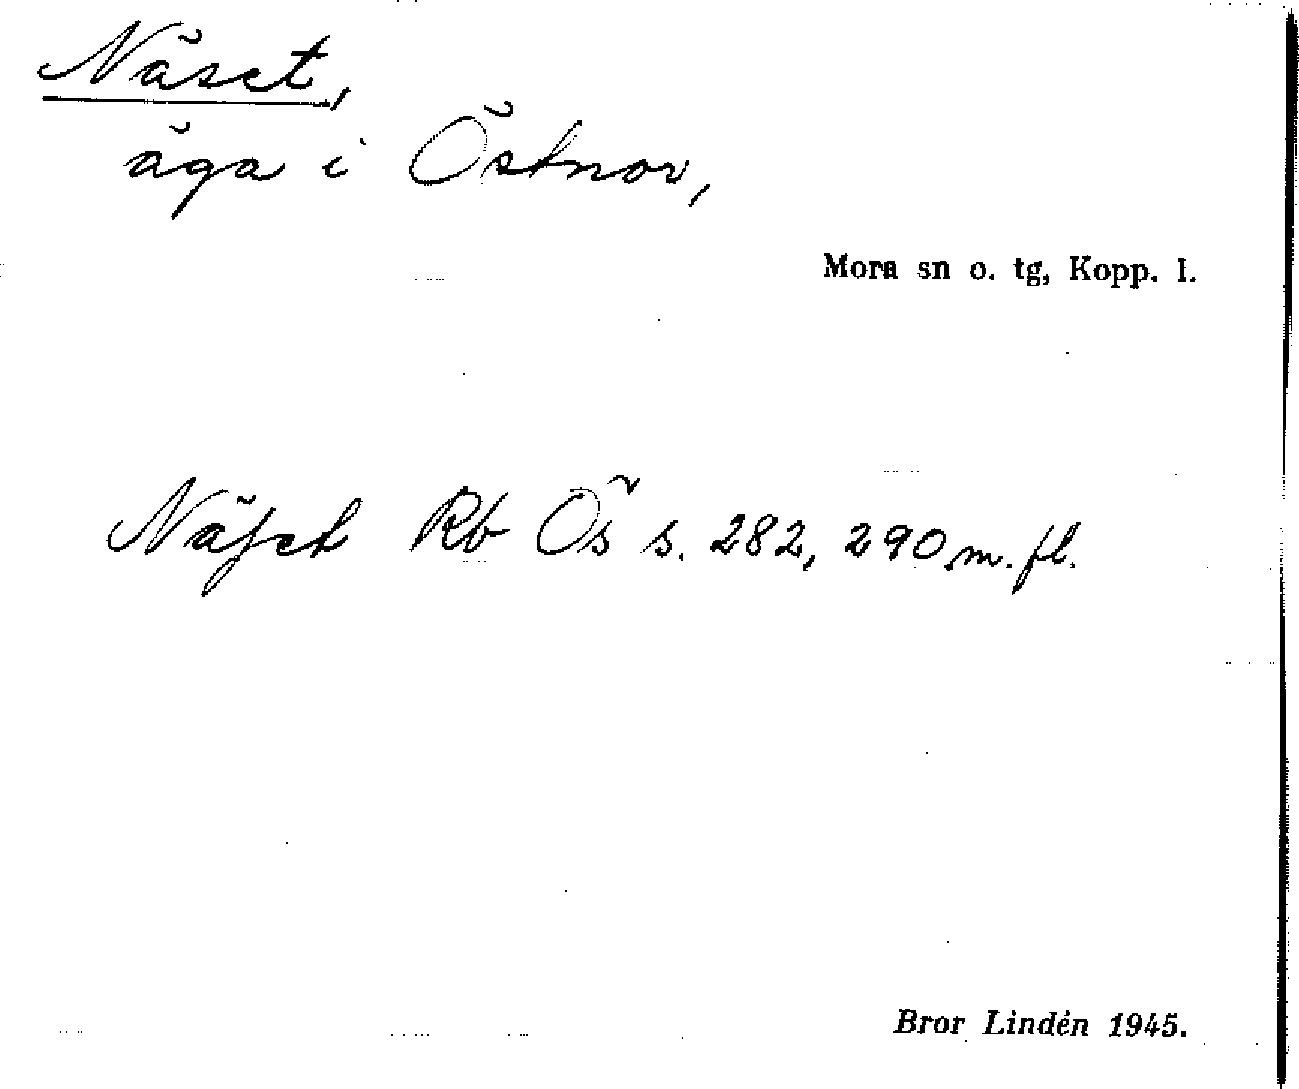 Näset,
äga i Östnor,
Mora sn o. tg, Kopp. l.
Näſet Rb Ös s. 282, 290 m. fl.
Bror Lindén 1945.